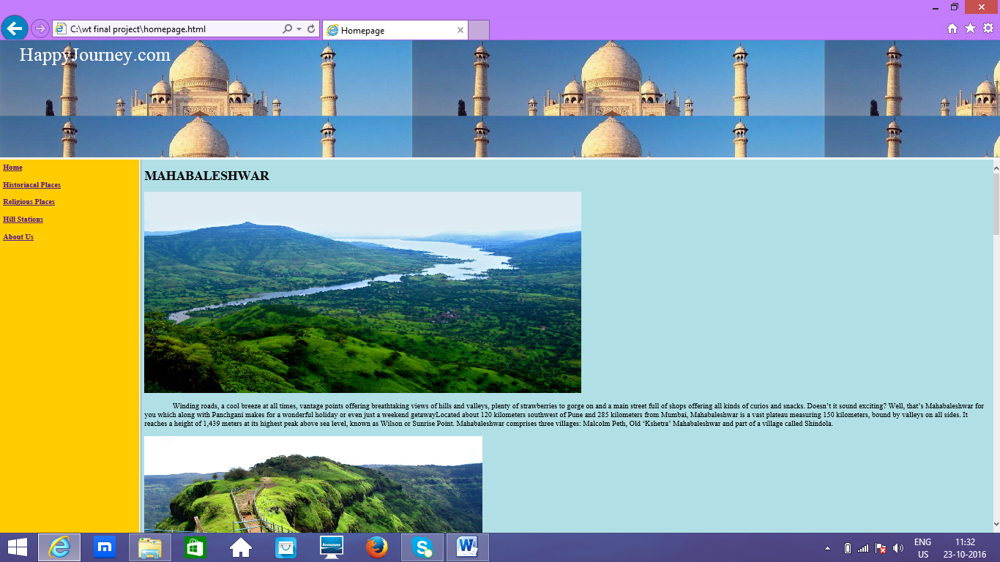 C:\wt final project\homepage.html
Homepage
HappyJourney.com
Home
Historiacal Places
Religious Places
Hill Stations
About Us
MAHABALESHWAR
Winding roads, a cool breeze at all times, vantage points offering breathtaking views of hills and valleys, plenty of strawberries to gorge on and a main street full of shops offering all kinds of curios and snacks. Doesn’t it sound exciting? Well, that’s Mahabaleshwar for
you which along with Panchgani makes for a wonderful holiday or even just a weekend getawayLocated about 120 kilometers southwest of Pune and 285 kilometers from Mumbai, Mahabaleshwar is a vast plateau measuring 150 kilometers, bound by valleys on all sides. It
reaches a height of 1,439 meters at its highest peak above sea level, known as Wilson or Sunrise Point. Mahabaleshwar comprises three villages: Malcolm Peth, Old ‘Kshetra’ Mahabaleshwar and part of a village called Shindola.
lenovo
ENG
US
11:32
23-10-2016